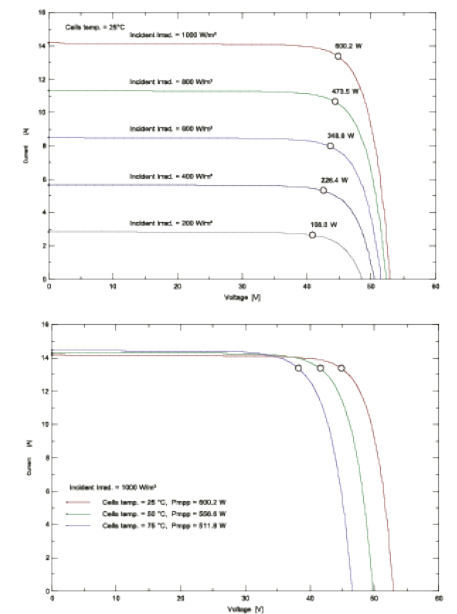 16
Cells temp. = 25°C
Incident Irrad. = 1000 W/m²
600.2 W
14
12
Incident Irrad. = 800 W/m²
473.5 W
10
Current [A]
8
Incident Irrad. = 600 W/m²
6
Incident Irrad. = 400 W/m²
226.4 W
4
Incident Irrad. = 200 W/m²
2
0
0 10 20 30 40 50 60
Voltage [V]
16
14
12
10
Current [A]
8
6
Incident Irrad. = 1000 W/m²
Cells temp. = 25 °C, Pmpp = 600.2 W
4
Cells temp. = 50 °C, Pmpp = 556.6 W
Cells temp. = 75 °C, Pmpp = 511.8 W
2
0
0 10 20 30 40 50 60
Voltage [V]